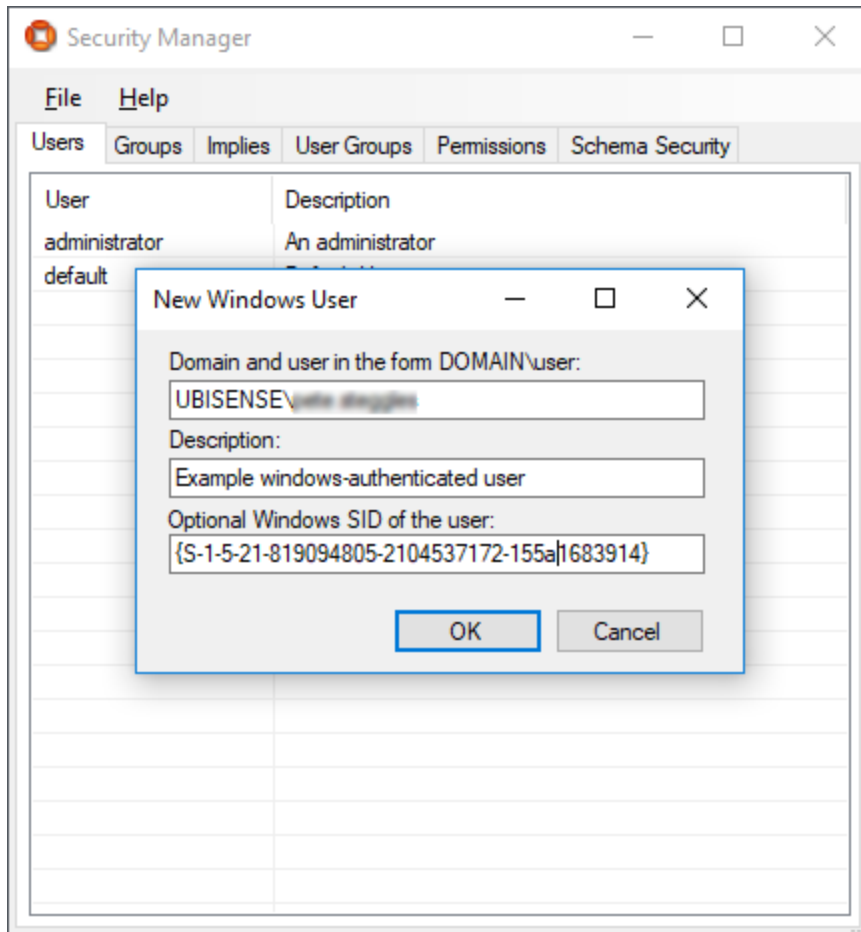 Security Manager
File Help
Users Groups Implies User Groups Permissions Schema Security
User Description
administrator An administrator
default
New Windows User
Domain and user in the form DOMAIN\user:
UBISENSE\
Description:
Example windows-authenticated user
Optional Windows SID of the user:
{S-1-5-21-819094805-2104537172-155a1683914}
OK Cancel